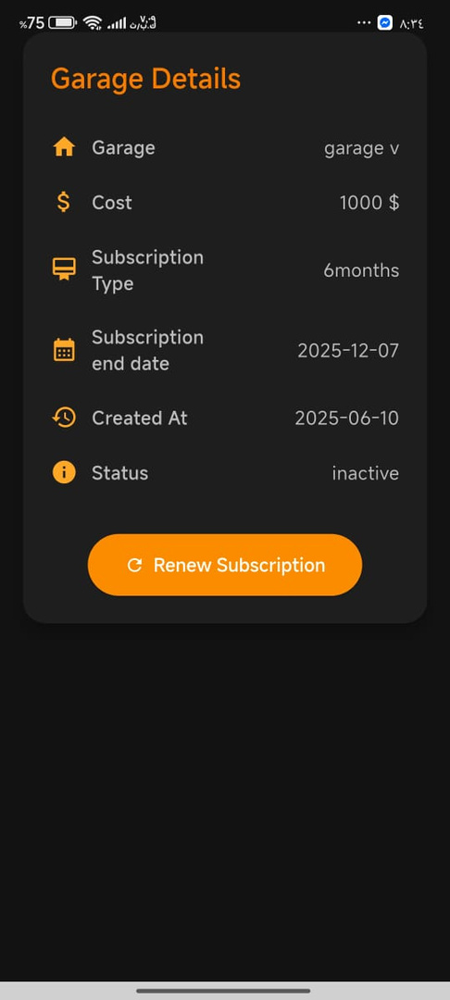 %75
ق.٧
ك.ب/ث
٨:٣٤
Garage Details
Garage
garage v
Cost
1000 $
Subscription
Type
6months
Subscription
end date
2025-12-07
Created At
2025-06-10
Status
inactive
Renew Subscription